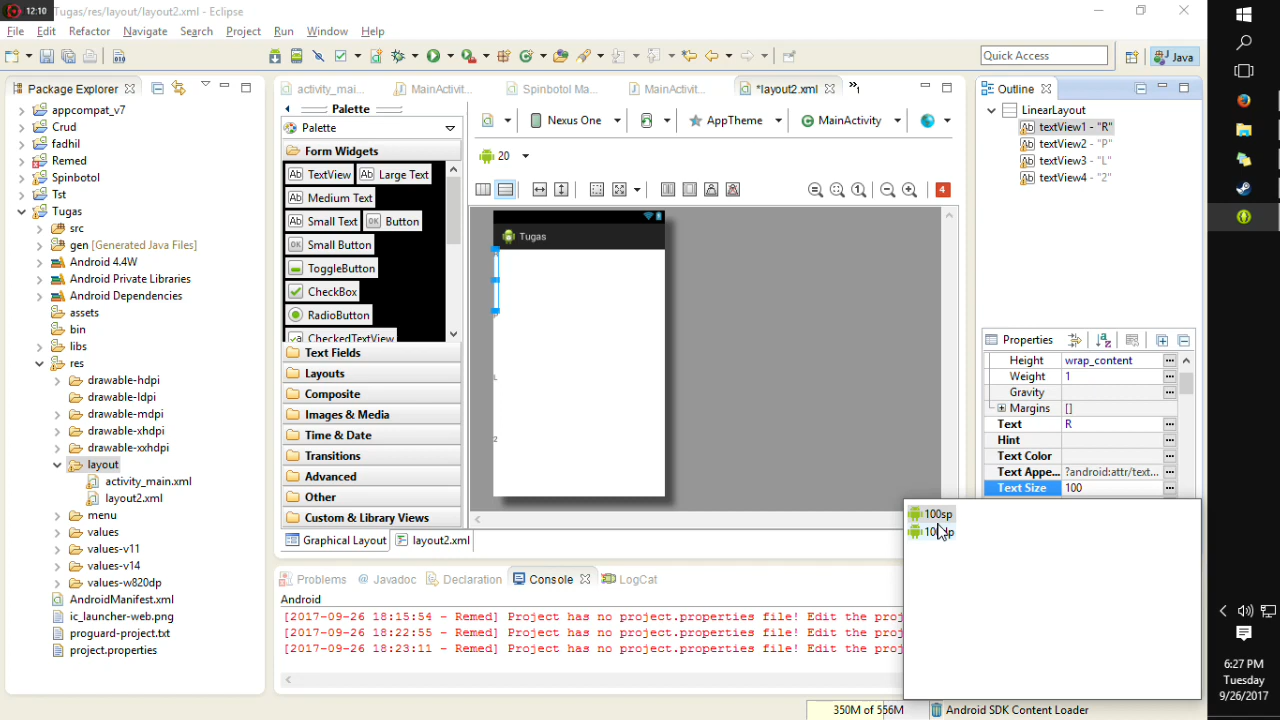 12:10
Tugas/res/layout/layout2.xml - Eclipse
File Edit Refactor Navigate Search Project Run Window Help
Quick Access
Java
Package Explorer
appcompat_v7
Crud
fadhil
Remed
Spinbotol
Tst
Tugas
src
gen [Generated Java Files]
Android 4.4W
Android Private Libraries
Android Dependencies
assets
bin
libs
res
drawable-hdpi
drawable-ldpi
drawable-mdpi
drawable-xhdpi
drawable-xxhdpi
layout
activity_main.xml
layout2.xml
menu
values
values-v11
values-v14
values-w820dp
AndroidManifest.xml
ic_launcher-web.png
proguard-project.txt
project.properties
activity_mai... MainActivit... Spinbotol Ma... MainActivit... *layout2.xml »1
Palette
Palette
Form Widgets
TextView Large Text
Medium Text
Small Text Button
Small Button
ToggleButton
CheckBox
RadioButton
CheckedTextView
Text Fields
Layouts
Composite
Images & Media
Time & Date
Transitions
Advanced
Other
Custom & Library Views
Nexus One AppTheme MainActivity
20
4
Tugas
L
2
Graphical Layout layout2.xml
Problems Javadoc Declaration Console LogCat
Android
[2017-09-26 18:15:54 - Remed] Project has no project.properties file! Edit the proj
[2017-09-26 18:22:55 - Remed] Project has no project.properties file! Edit the proj
[2017-09-26 18:23:11 - Remed] Project has no project.properties file! Edit the proj
Outline
LinearLayout
textView1 - "R"
textView2 - "P"
textView3 - "L"
textView4 - "2"
Properties
Height wrap_content
Weight 1
Gravity
Margins []
Text R
Hint
Text Color
Text Appe... ?android:attr/text...
Text Size 100
100sp
350M of 556M
Android SDK Content Loader
6:27 PM
Tuesday
9/26/2017